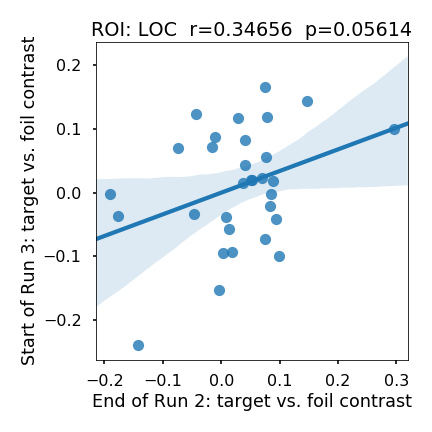 ROI: LOC r=0.34656 p=0.05614
Start of Run 3: target vs. foil contrast
0.2
0.1
0.0
−0.1
−0.2
−0.2 −0.1 0.0 0.1 0.2 0.3
End of Run 2: target vs. foil contrast